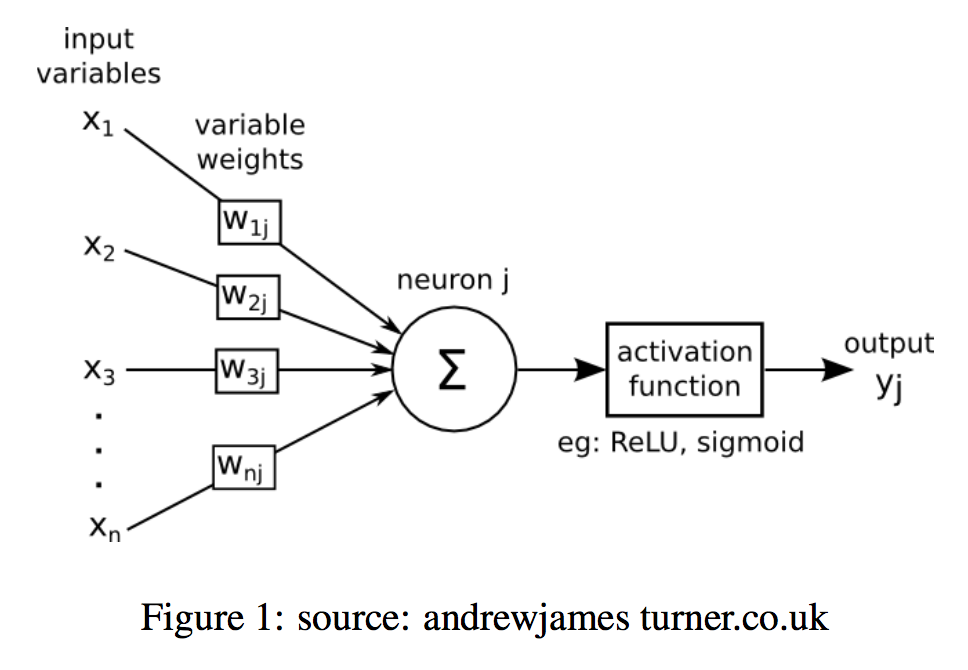 input
variables
x₁
variable
weights
w₁ⱼ
x₂
w₂ⱼ
neuron j
Σ
x₃
w₃ⱼ
activation
function
output
yⱼ
eg: ReLU, sigmoid
.
.
.
wₙⱼ
xₙ
Figure 1: source: andrewjames turner.co.uk